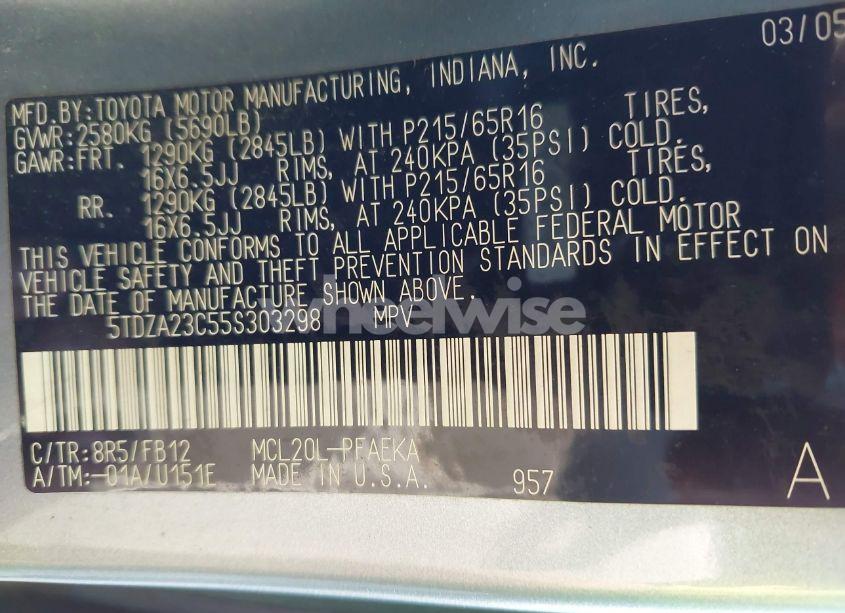 03/05
MFD.BY:TOYOTA MOTOR MANUFACTURING, INDIANA, INC.
GVWR:2580KG (5690LB)
GAWR:FRT. 1290KG (2845LB) WITH P215/65R16 TIRES,
16X6.5JJ RIMS, AT 240KPA (35PSI) COLD.
RR. 1290KG (2845LB) WITH P215/65R16 TIRES,
16X6.5JJ RIMS, AT 240KPA (35PSI) COLD.
THIS VEHICLE CONFORMS TO ALL APPLICABLE FEDERAL MOTOR
VEHICLE SAFETY AND THEFT PREVENTION STANDARDS IN EFFECT ON
THE DATE OF MANUFACTURE SHOWN ABOVE.
5TDZA23C55S303298 MPV
wheelwise
C/TR:8R5/FB12 MCL20L-PFAEKA
A/TM:-01A/U151E MADE IN U.S.A. 957 A